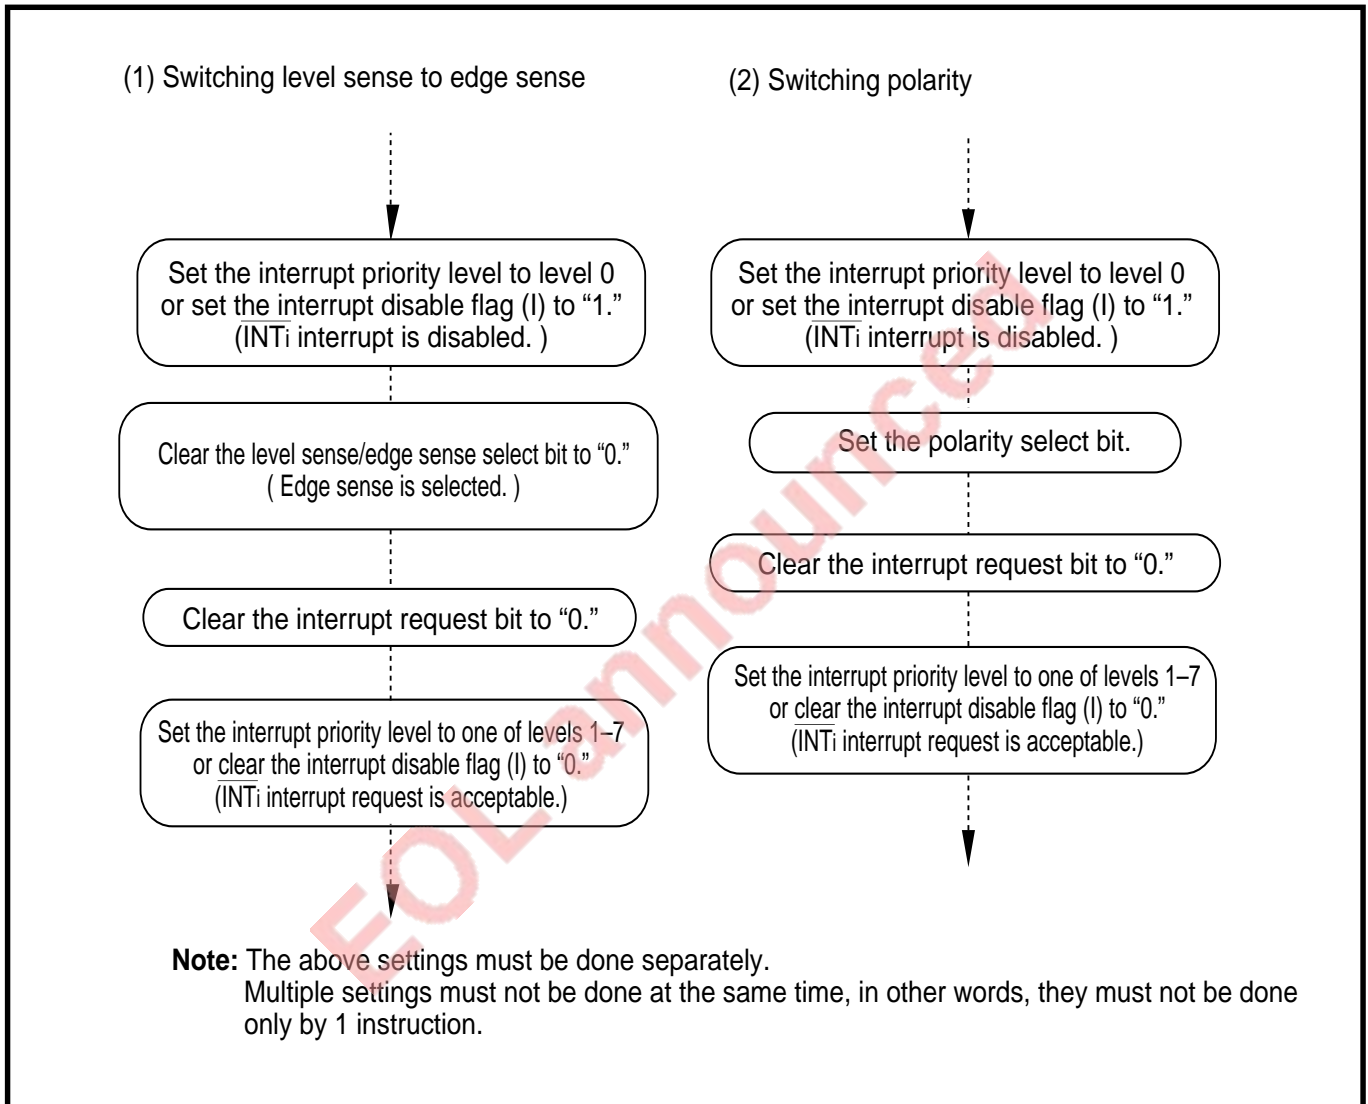 (1) Switching level sense to edge sense
Set the interrupt priority level to level 0
or set the interrupt disable flag (I) to “1.”
(INTi interrupt is disabled. )
Clear the level sense/edge sense select bit to “0.”
( Edge sense is selected. )
Clear the interrupt request bit to “0.”
Set the interrupt priority level to one of levels 1–7
or clear the interrupt disable flag (I) to “0.”
(INTi interrupt request is acceptable.)
(2) Switching polarity
Set the interrupt priority level to level 0
or set the interrupt disable flag (I) to “1.”
(INTi interrupt is disabled. )
Set the polarity select bit.
Clear the interrupt request bit to “0.”
Set the interrupt priority level to one of levels 1–7
or clear the interrupt disable flag (I) to “0.”
(INTi interrupt request is acceptable.)
Note: The above settings must be done separately.
Multiple settings must not be done at the same time, in other words, they must not be done
only by 1 instruction.
EOL announced